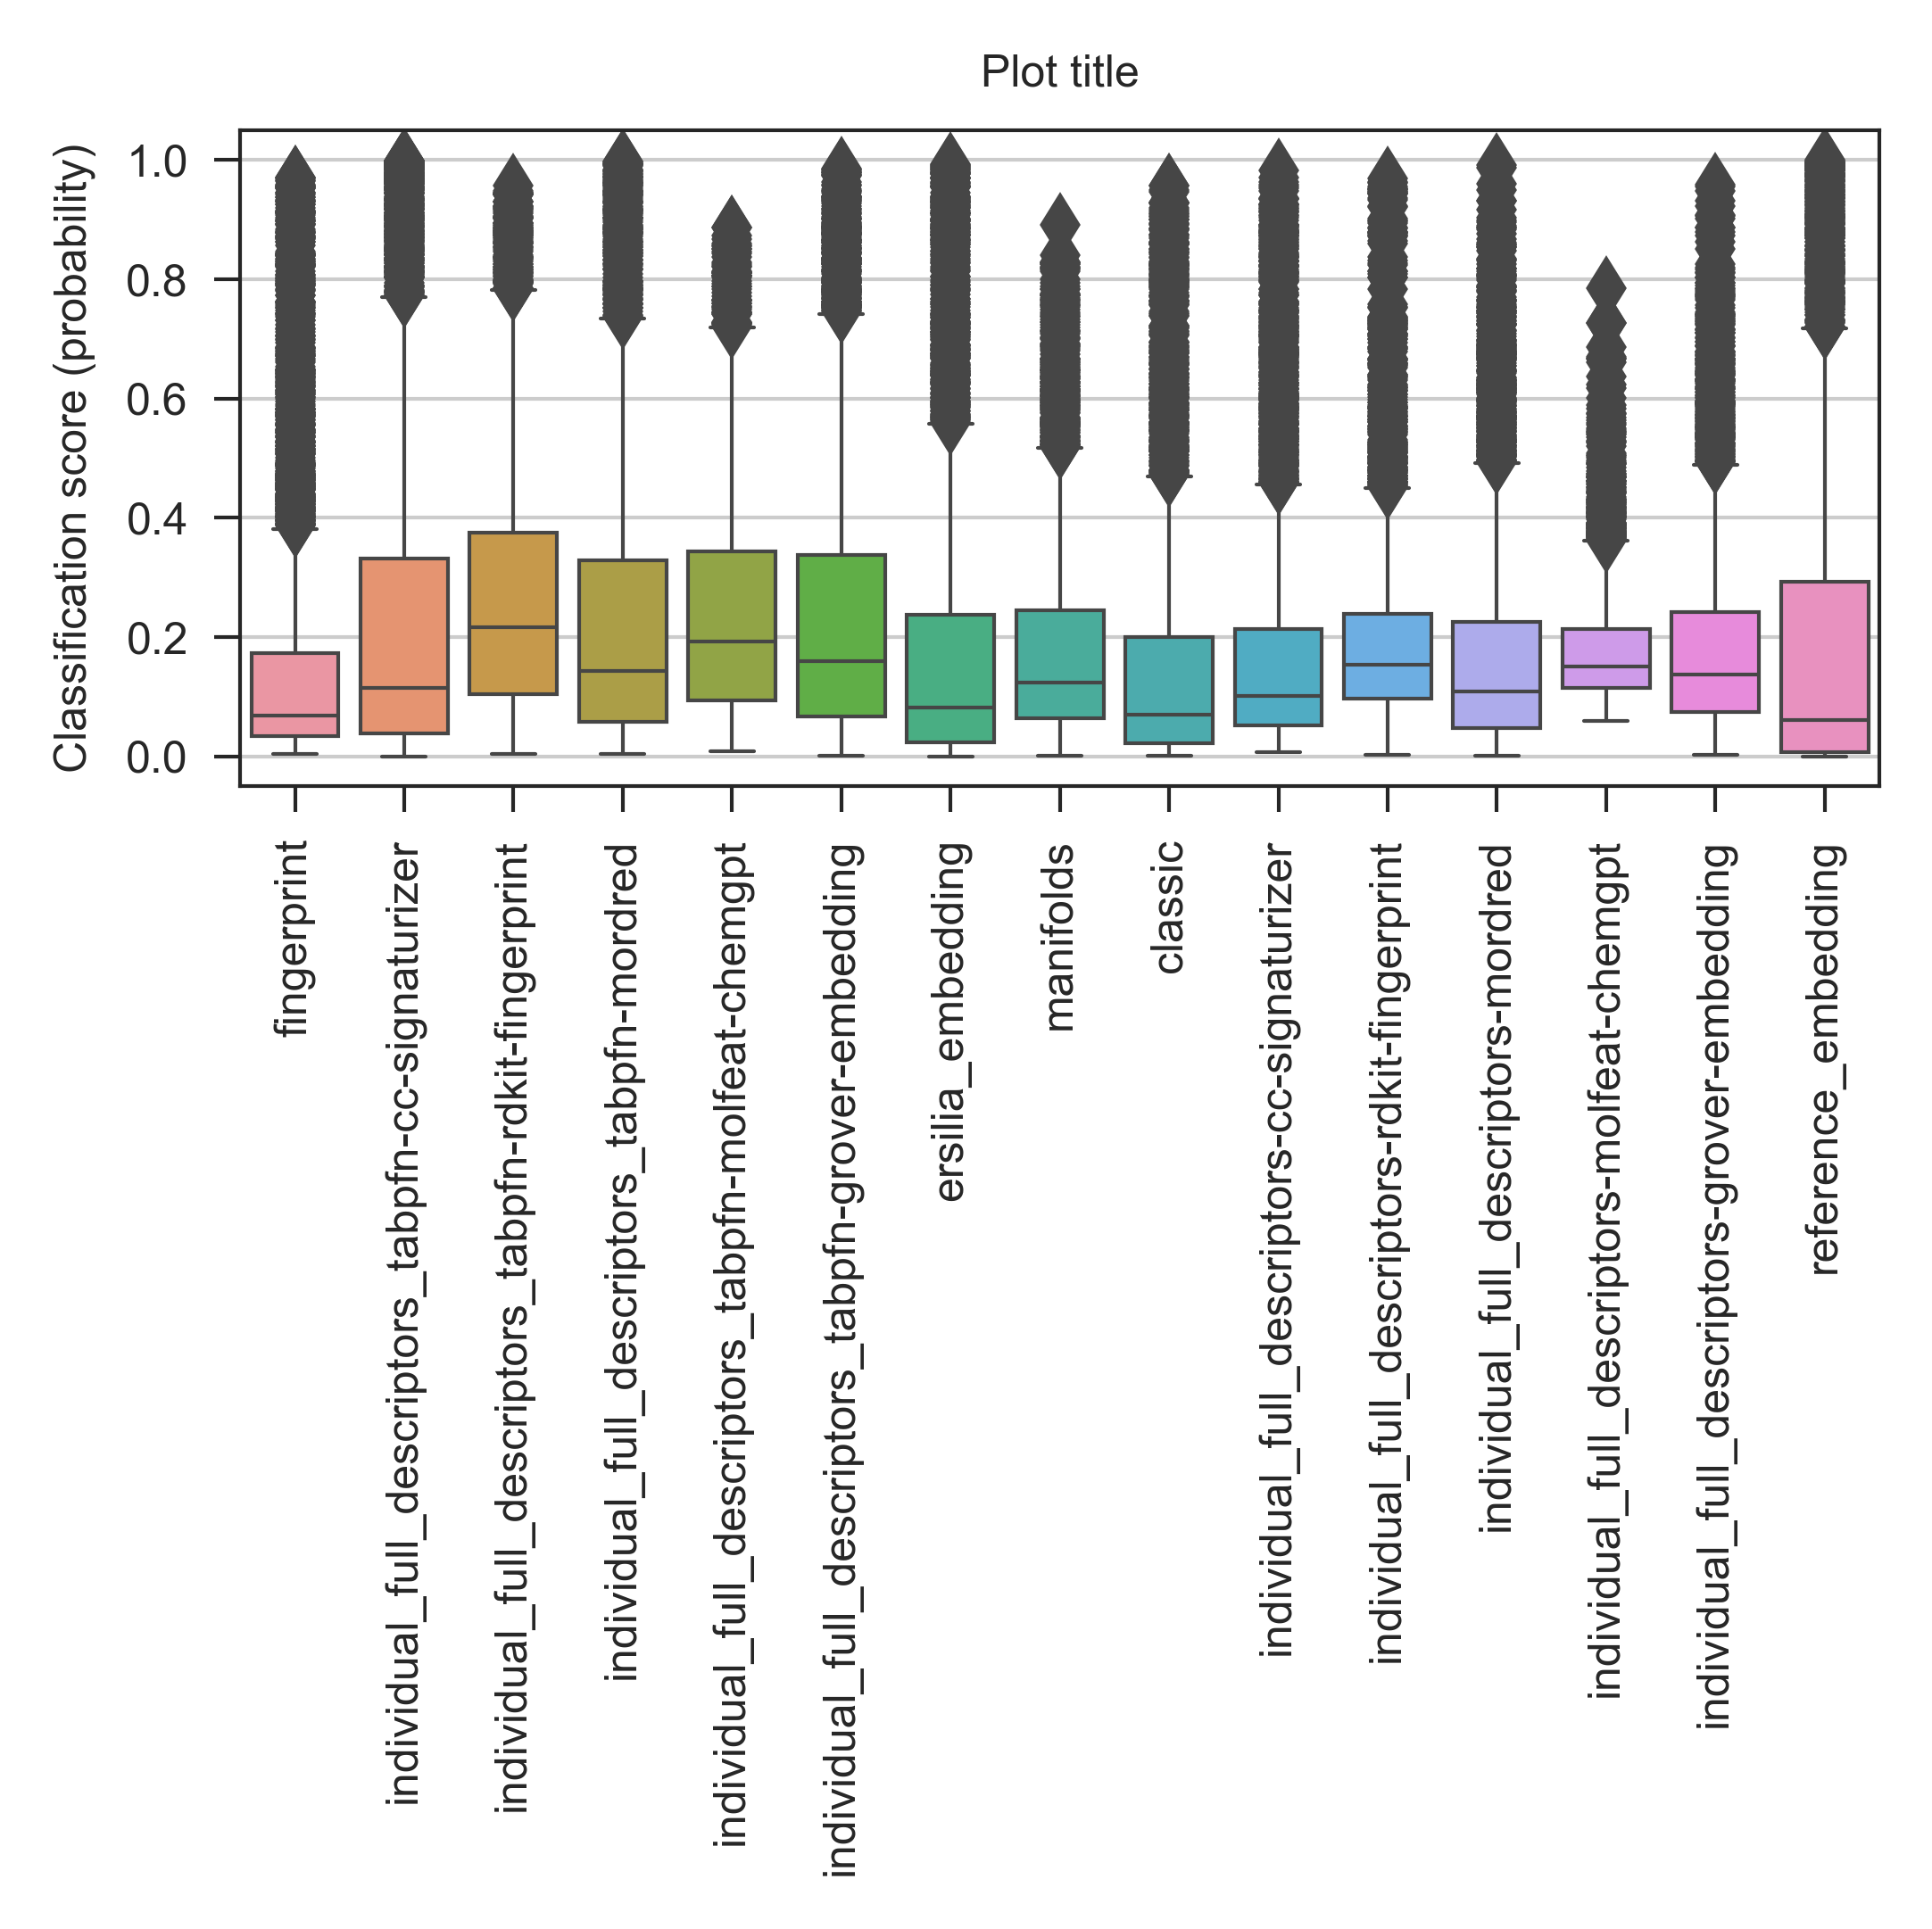 Plot title
Classification score (probability)
1.0
0.8
0.6
0.4
0.2
0.0
fingerprint
individual_full_descriptors_tabpfn-cc-signaturizer
individual_full_descriptors_tabpfn-rdkit-fingerprint
individual_full_descriptors_tabpfn-mordred
individual_full_descriptors_tabpfn-molfeat-chemgpt
individual_full_descriptors_tabpfn-grover-embedding
ersilia_embedding
manifolds
classic
individual_full_descriptors-cc-signaturizer
individual_full_descriptors-rdkit-fingerprint
individual_full_descriptors-mordred
individual_full_descriptors-molfeat-chemgpt
individual_full_descriptors-grover-embedding
reference_embedding